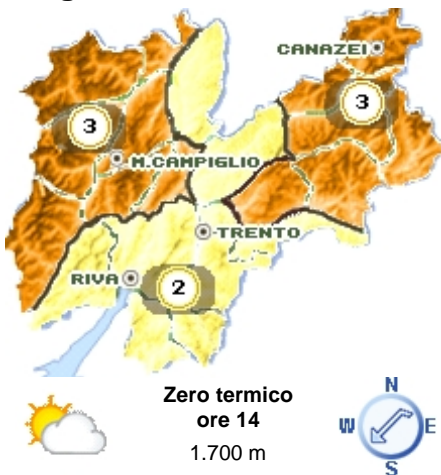 CANAZEI
3
3
M.CAMPIGLIO
TRENTO
RIVA
2
Zero termico
ore 14
1.700 m
N
W E
S